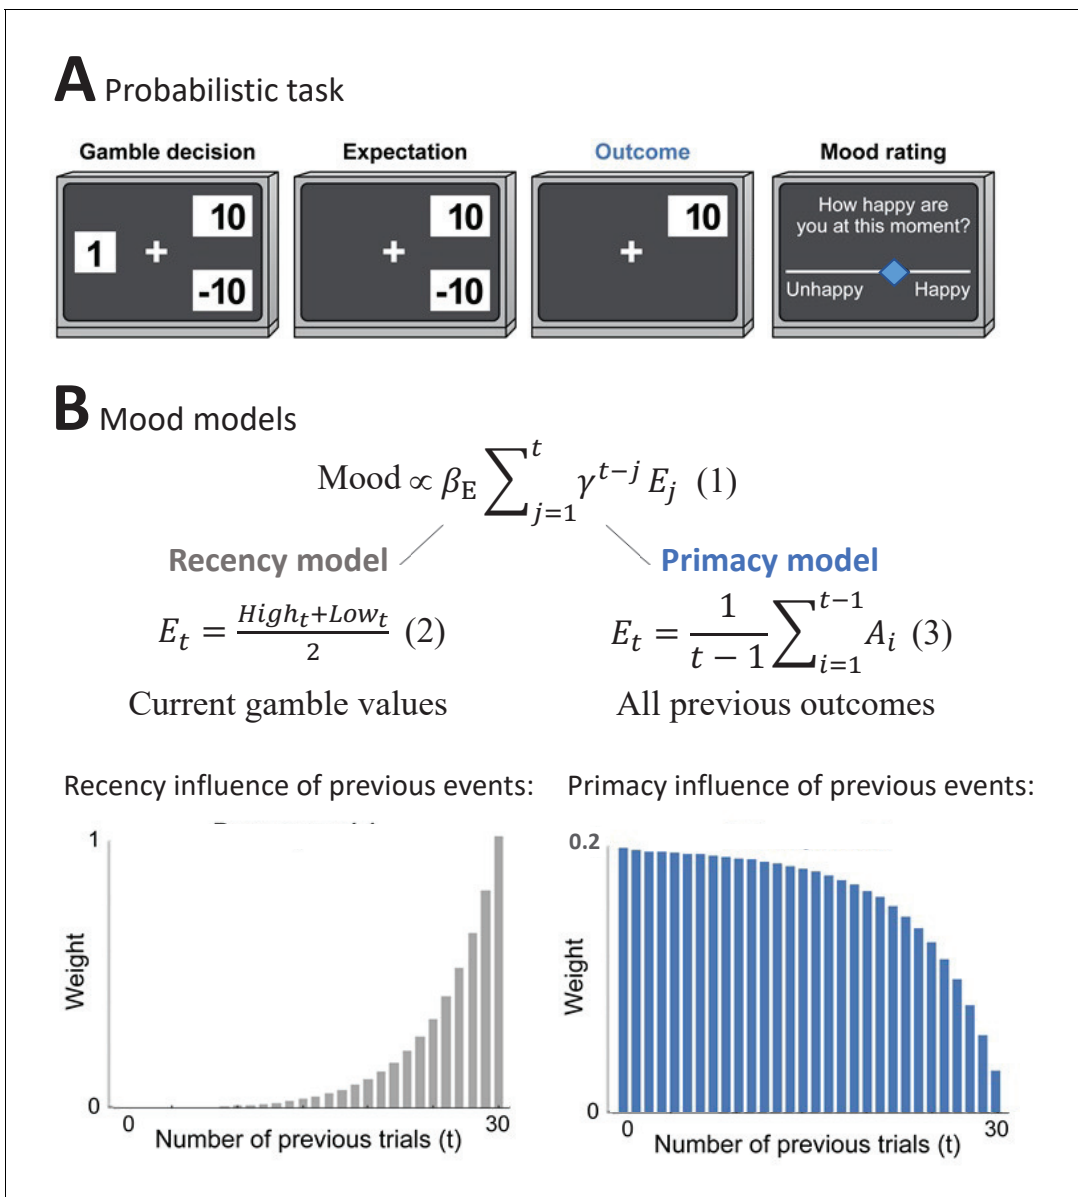 A Probabilistic task
Gamble decision Expectation Outcome Mood rating
1 + 10 -10
+ 10 -10
+ 10
How happy are
you at this moment?
Unhappy Happy
B Mood models
Mood ∝ β_E ∑_{j=1}^{t} γ^{t−j} E_j (1)
Recency model Primacy model
E_t = (High_t+Low_t)/2 (2)
E_t = 1/(t − 1) ∑_{i=1}^{t−1} A_i (3)
Current gamble values All previous outcomes
Recency influence of previous events: Primacy influence of previous events:
1
Weight
0
0 30
Number of previous trials (t)
0.2
Weight
0
0 30
Number of previous trials (t)